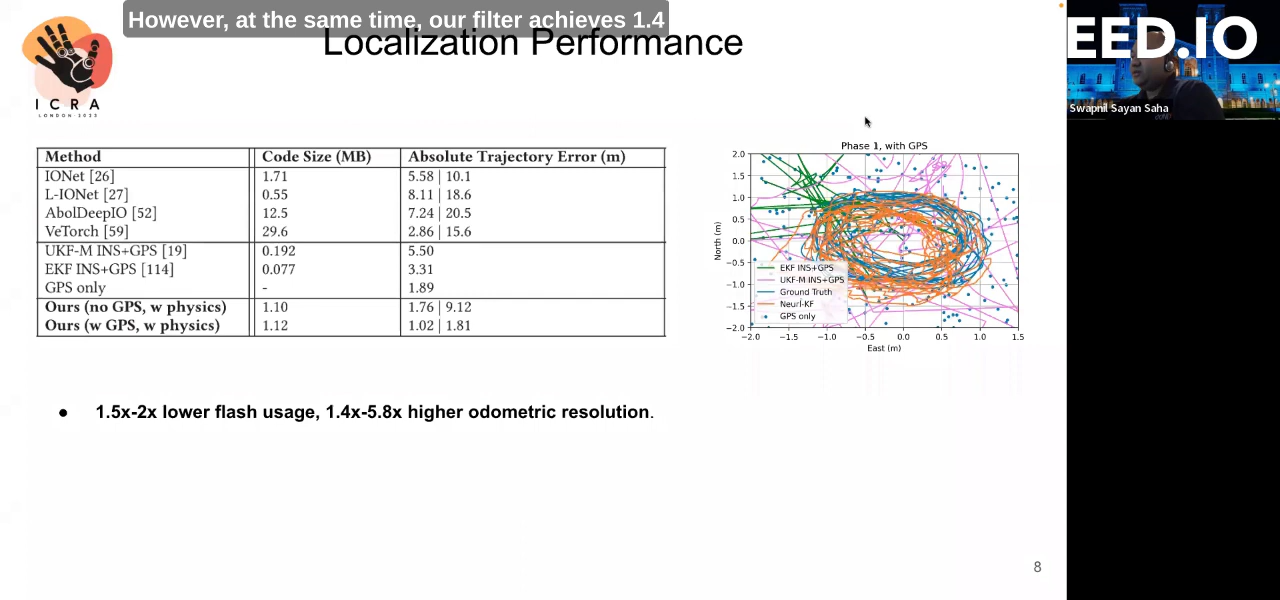 However, at the same time, our filter achieves 1.4
Localization Performance
I C R A
LONDON · 2023
Method Code Size (MB) Absolute Trajectory Error (m)
IONet [26] 1.71 5.58 | 10.1
L-IONet [27] 0.55 8.11 | 18.6
AbolDeepIO [52] 12.5 7.24 | 20.5
VeTorch [59] 29.6 2.86 | 15.6
UKF-M INS+GPS [19] 0.192 5.50
EKF INS+GPS [114] 0.077 3.31
GPS only - 1.89
Ours (no GPS, w physics) 1.10 1.76 | 9.12
Ours (w GPS, w physics) 1.12 1.02 | 1.81
Phase 1, with GPS
North (m)
2.0
1.5
1.0
0.5
0.0
−0.5
−1.0
−1.5
−2.0
EKF INS+GPS
UKF-M INS+GPS
Ground Truth
Neurl-KF
GPS only
−2.0 −1.5 −1.0 −0.5 0.0 0.5 1.0 1.5
East (m)
● 1.5x-2x lower flash usage, 1.4x-5.8x higher odometric resolution.
8
EED.IO
Swapnil Sayan Saha